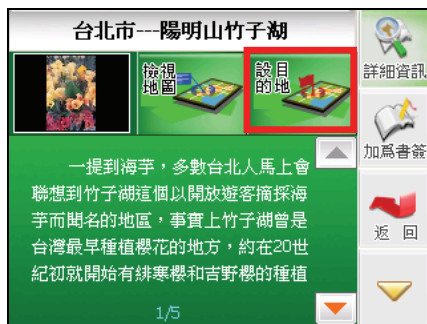 台北市---陽明山竹子湖
檢視
地圖
設目
的地
詳細資訊
加為書簽
返 回
一提到海芋，多數台北人馬上會
聯想到竹子湖這個以開放遊客摘採海
芋而聞名的地區，事實上竹子湖曾是
台灣最早種植櫻花的地方，約在20世
紀初就開始有緋寒櫻和吉野櫻的種植
1/5